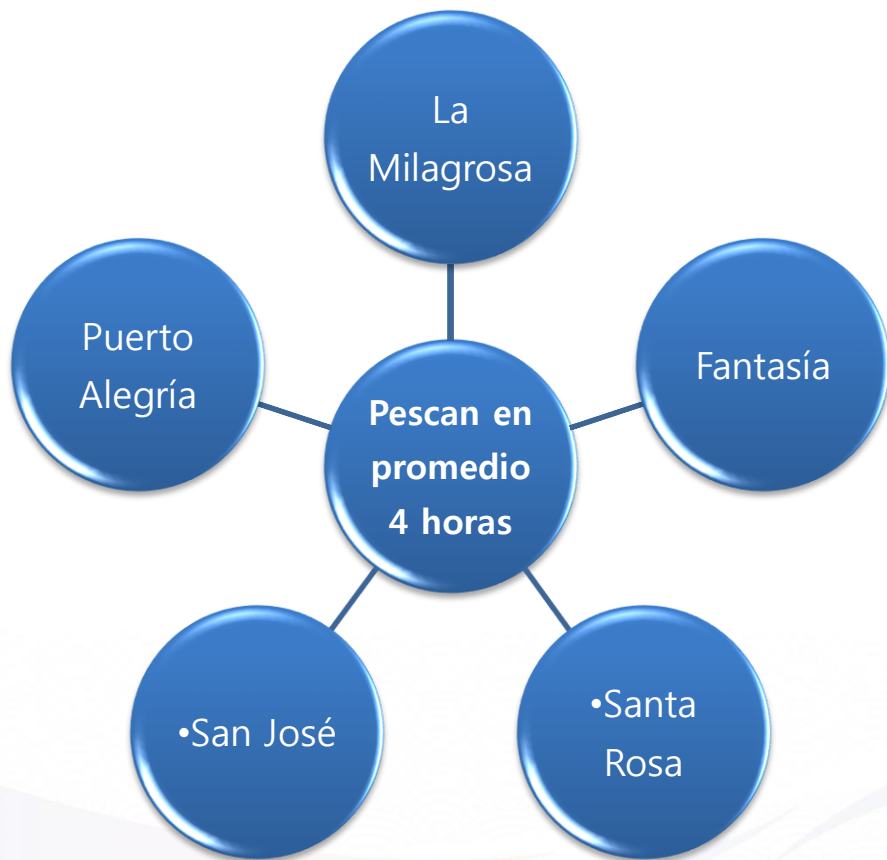 La
Milagrosa
Puerto
Alegría
Fantasía
Pescan en
promedio
4 horas
•San José
•Santa
Rosa